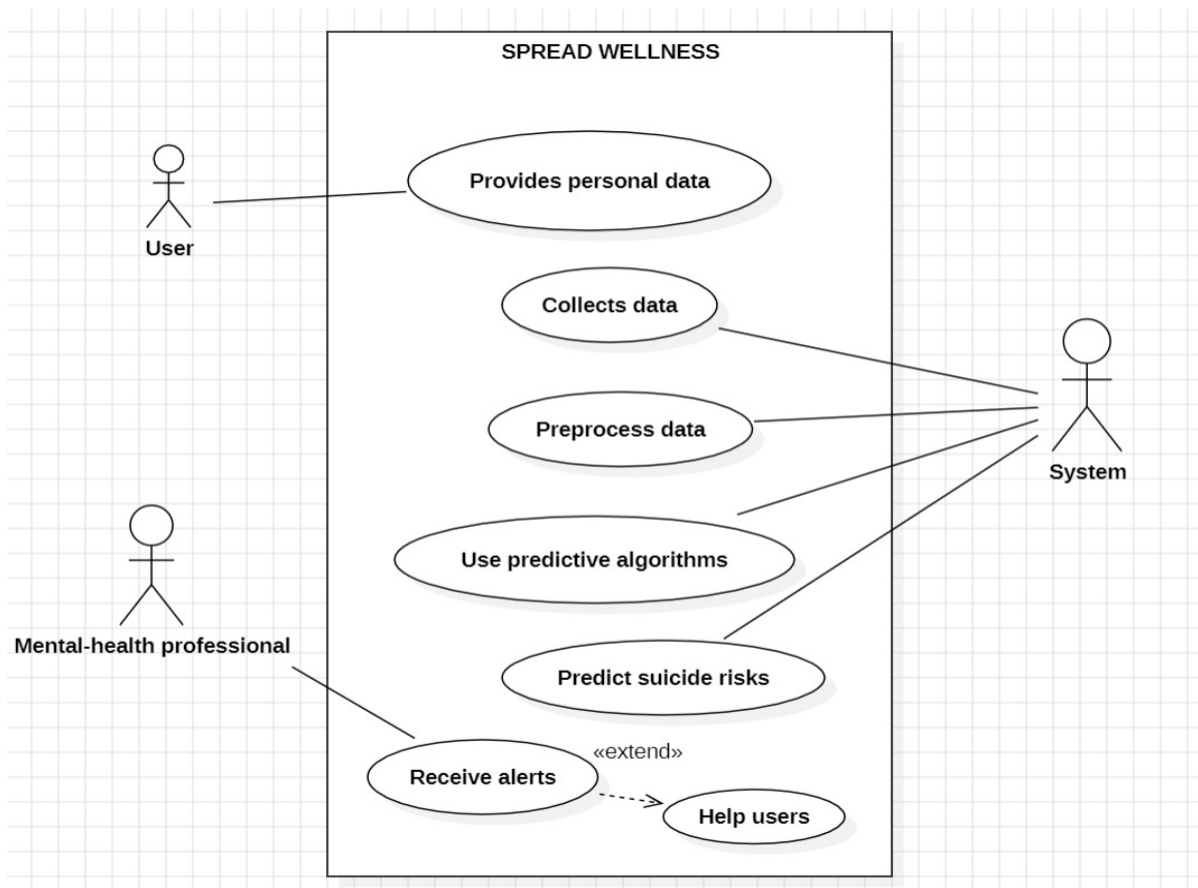 SPREAD WELLNESS
Provides personal data
User
Collects data
Preprocess data
System
Use predictive algorithms
Mental-health professional
Predict suicide risks
«extend»
Receive alerts
Help users